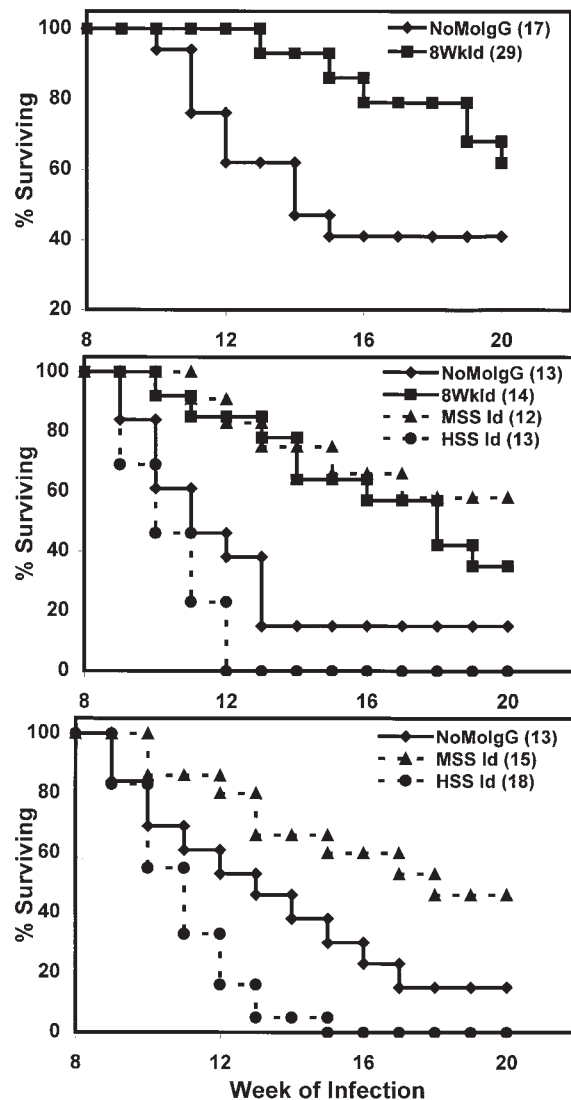 100
80
60
40
20
% Surviving
NoMoIgG (17)
8WkId (29)
8
12
16
20
100
80
60
40
20
0
% Surviving
NoMoIgG (13)
8WkId (14)
MSS Id (12)
HSS Id (13)
8
12
16
20
100
80
60
40
20
0
% Surviving
NoMoIgG (13)
MSS Id (15)
HSS Id (18)
8
12
16
20
Week of Infection